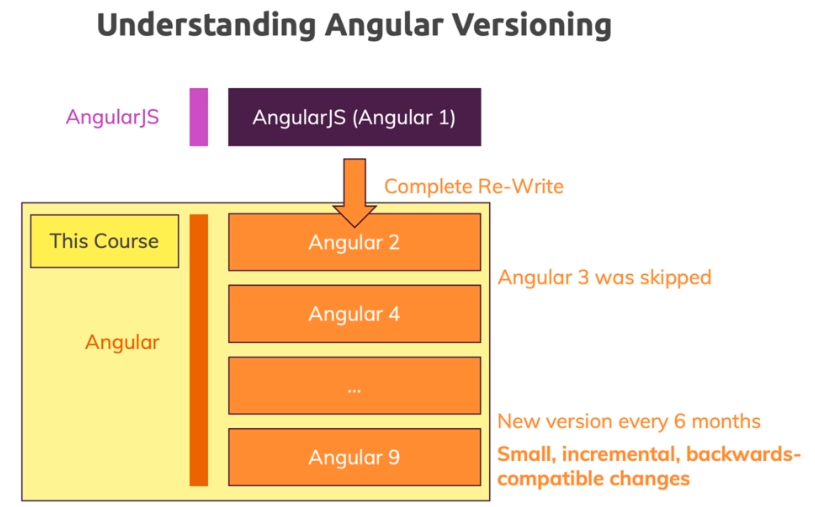 Understanding Angular Versioning
AngularJS
AngularJS (Angular 1)
Complete Re-Write
This Course
Angular 2
Angular 3 was skipped
Angular 4
Angular
...
New version every 6 months
Angular 9
Small, incremental, backwards-
compatible changes